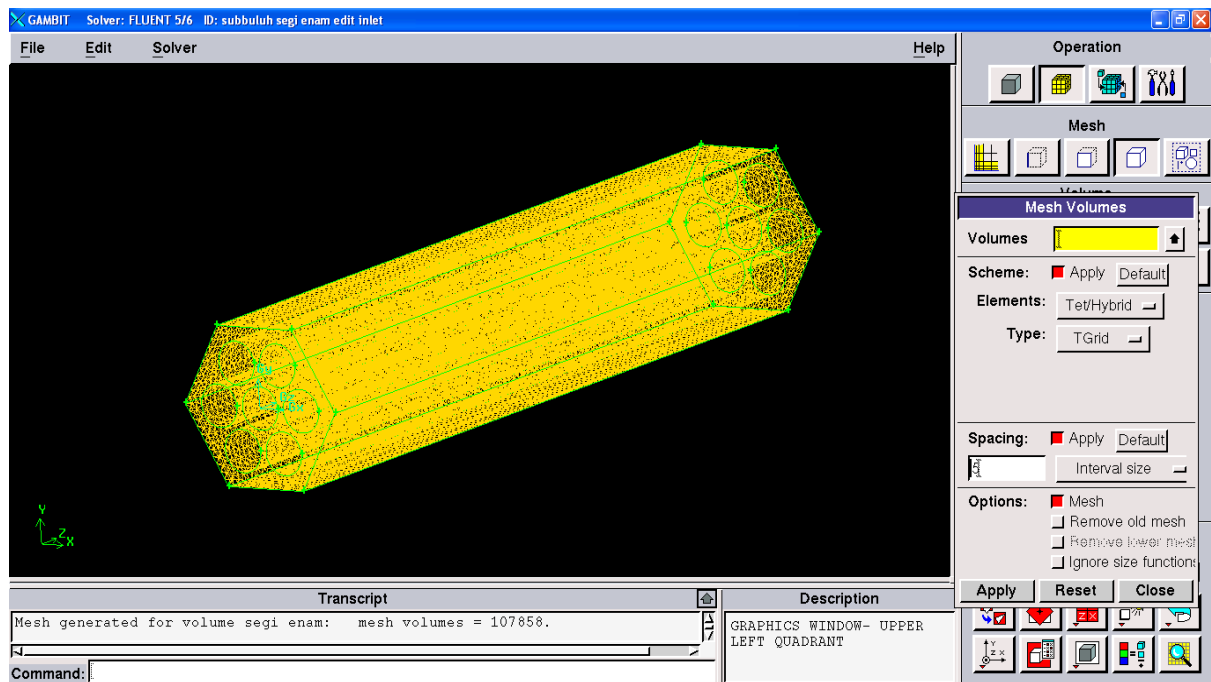 GAMBIT Solver: FLUENT 5/6 ID: subbuluh segi enam edit inlet
File Edit Solver Help
Operation
Mesh
Volume
Mesh Volumes
Volumes
Scheme: Apply Default
Elements: Tet/Hybrid
Type: TGrid
Spacing: Apply Default
5 Interval size
Options: Mesh
Remove old mesh
Remove lower mesh
Ignore size functions
Apply Reset Close
Y
Z
X
Transcript
Mesh generated for volume segi enam: mesh volumes = 107858.
Command:
Description
GRAPHICS WINDOW- UPPER
LEFT QUADRANT